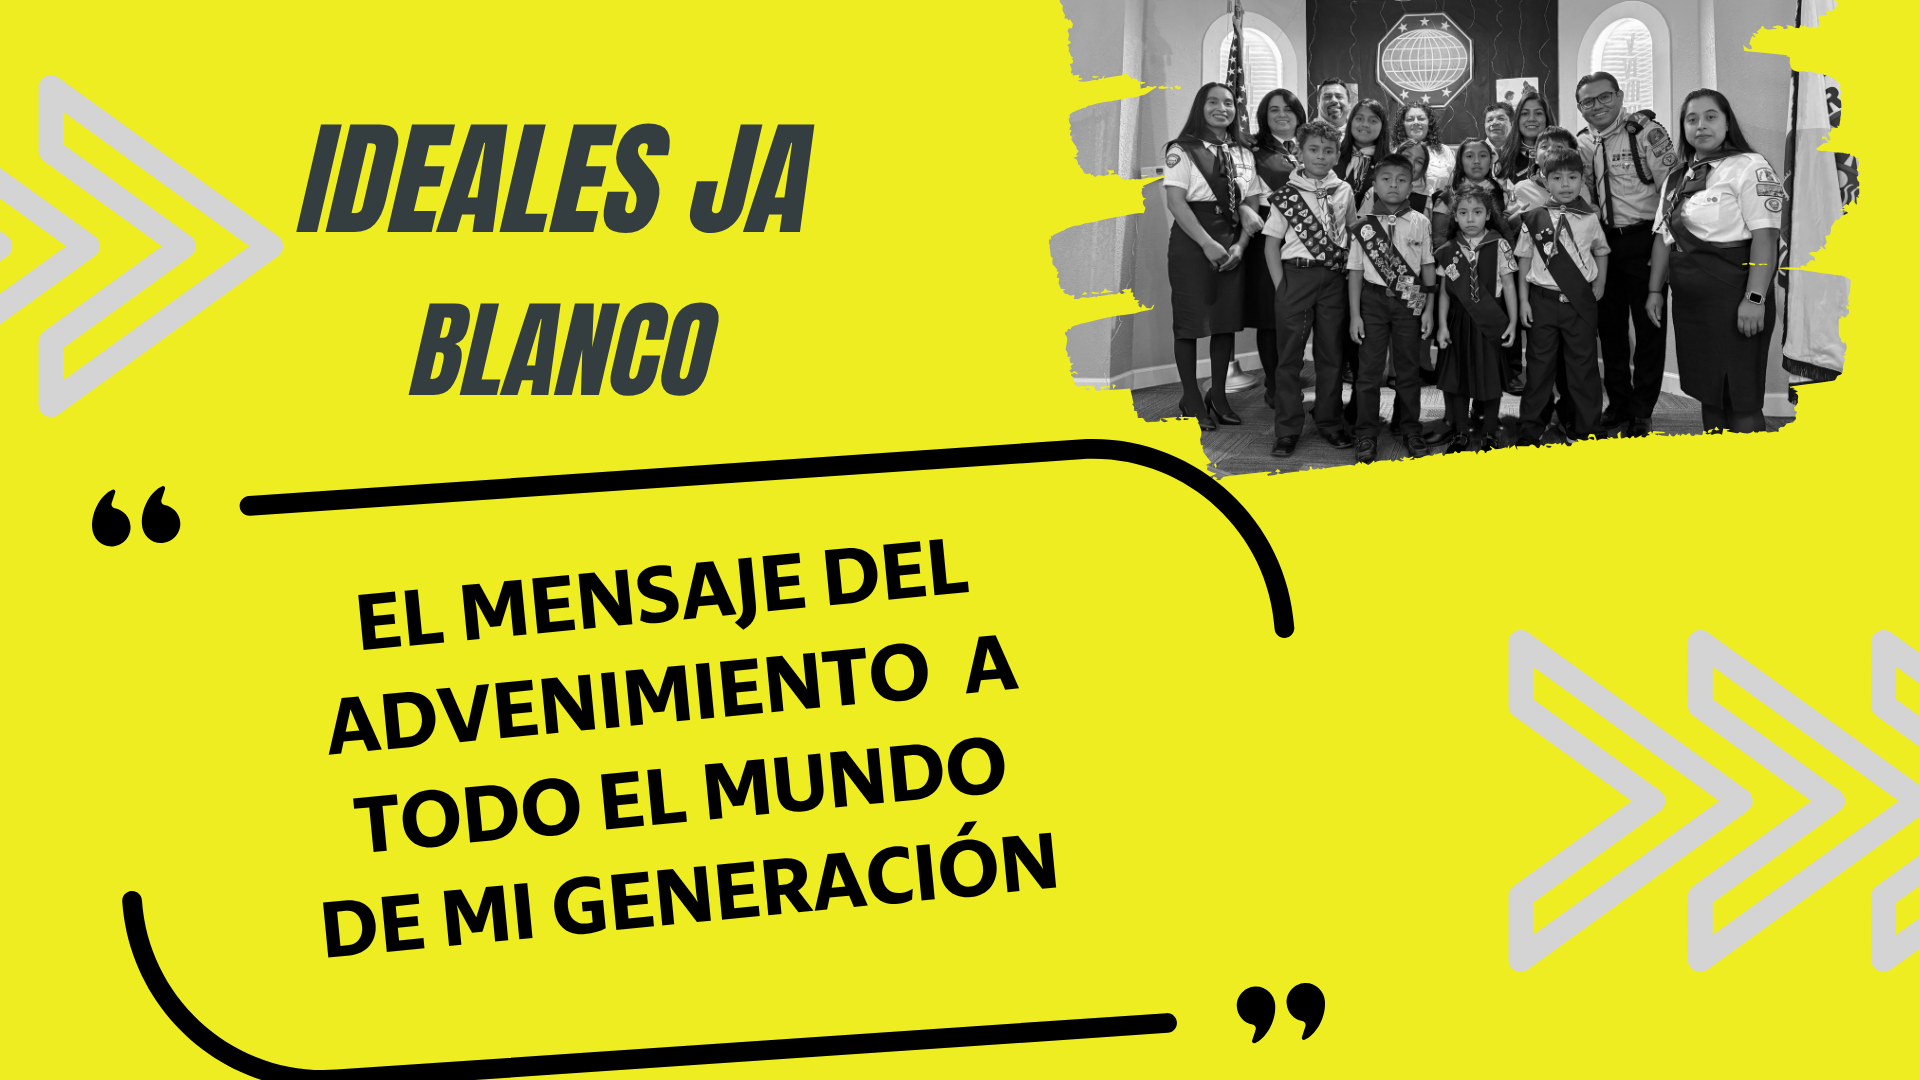 IDEALES JA
BLANCO
“
EL MENSAJE DEL
ADVENIMIENTO A
TODO EL MUNDO
DE MI GENERACIÓN
”